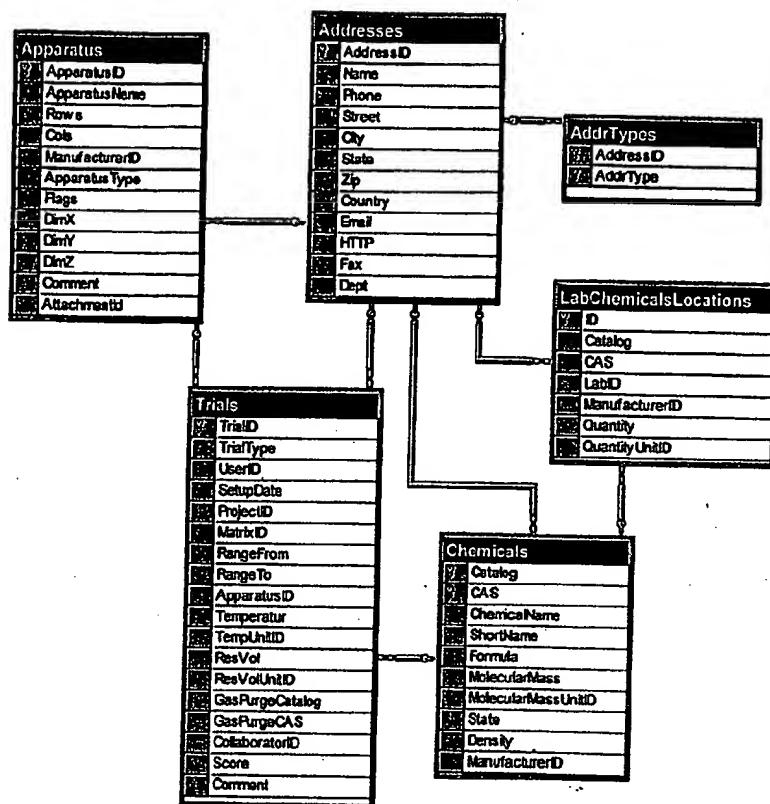 Apparatus
ApparatusID
ApparatusName
Rows
Cols
ManufacturerID
ApparatusType
Flags
DimX
DimY
DimZ
Comment
AttachmentId
Addresses
AddressID
Name
Phone
Street
City
State
Zip
Country
Email
HTTP
Fax
Dept
AddrTypes
AddressID
AddrType
LabChemicalsLocations
ID
Catalog
CAS
LabID
ManufacturerID
Quantity
QuantityUnitID
Trials
TrialID
TrialType
UserID
SetupDate
ProjectID
MatrixID
RangeFrom
RangeTo
ApparatusID
Temperatur
TempUnitID
ResVol
ResVolUnitID
GasPurgeCatalog
GasPurgeCAS
CollaboratorID
Score
Comment
Chemicals
Catalog
CAS
ChemicalName
ShortName
Formula
MolecularMass
MolecularMassUnitID
State
Density
ManufacturerID